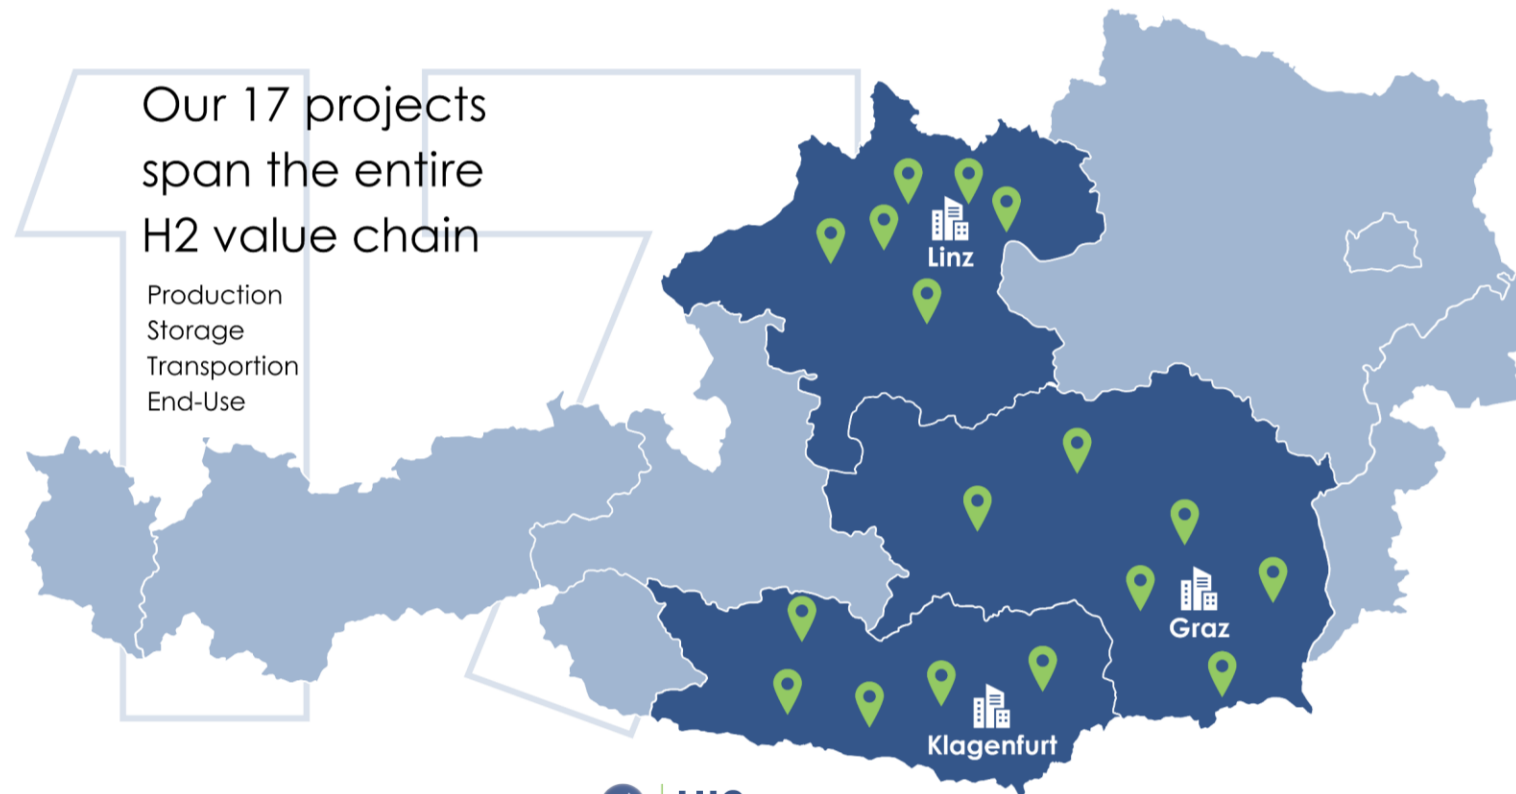 Our 17 projects
span the entire
H2 value chain
Production
Storage
Transportion
End-Use
Linz
Graz
Klagenfurt